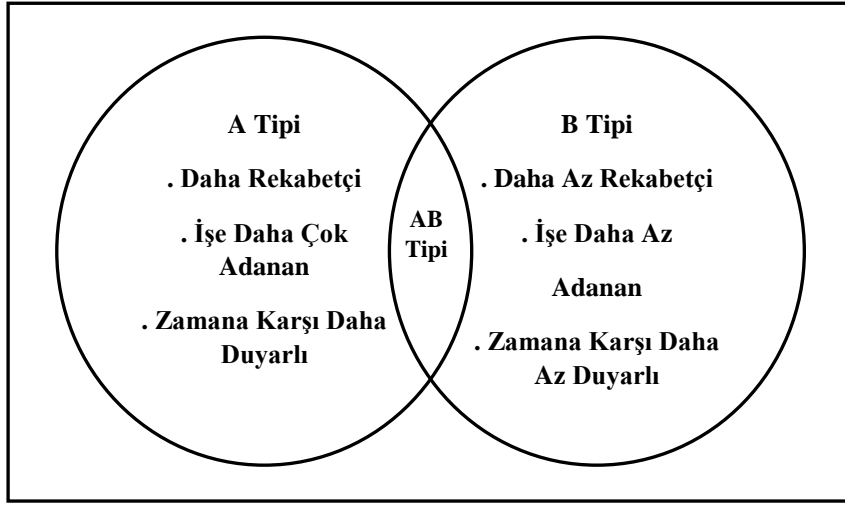 A Tipi
. Daha Rekabetçi
. İşe Daha Çok
Adanan
. Zamana Karşı Daha
Duyarlı
AB
Tipi
B Tipi
. Daha Az Rekabetçi
. İşe Daha Az
Adanan
. Zamana Karşı Daha
Az Duyarlı